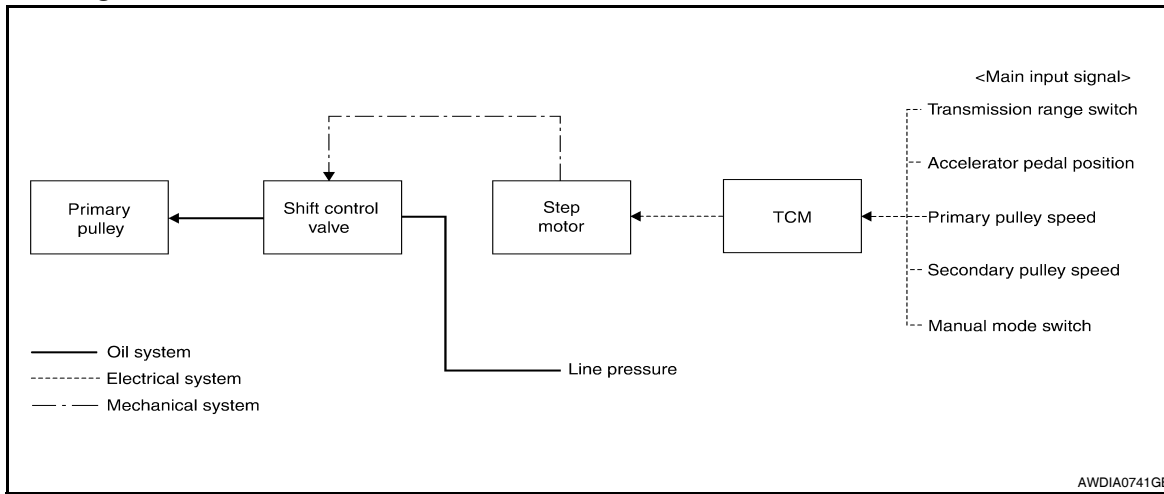 <Main input signal>
Transmission range switch
Accelerator pedal position
Primary
pulley
Shift control
valve
Step
motor
TCM
Primary pulley speed
Secondary pulley speed
Manual mode switch
Oil system
Electrical system
Mechanical system
Line pressure
AWDIA0741GB